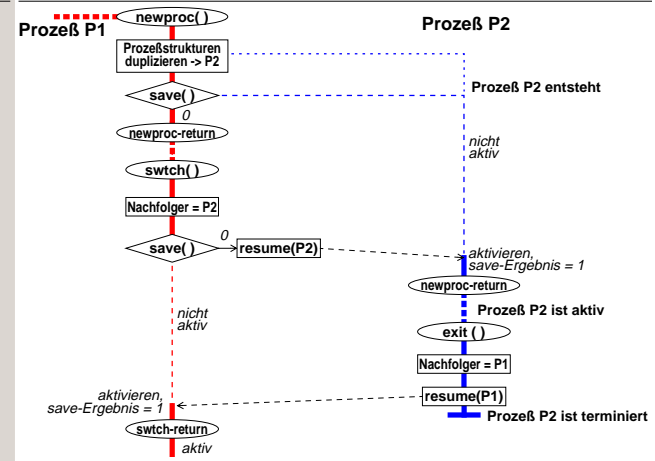 newproc( )
Prozeß P1
Prozeß P2
Prozeßstrukturen
duplizieren -> P2
Prozeß P2 entsteht
save( )
0
newproc-return
nicht
aktiv
swtch( )
Nachfolger = P2
save( )
0
resume(P2)
aktivieren,
save-Ergebnis = 1
newproc-return
nicht
aktiv
Prozeß P2 ist aktiv
exit ( )
Nachfolger = P1
aktivieren,
save-Ergebnis = 1
resume(P1)
Prozeß P2 ist terminiert
swtch-return
aktiv